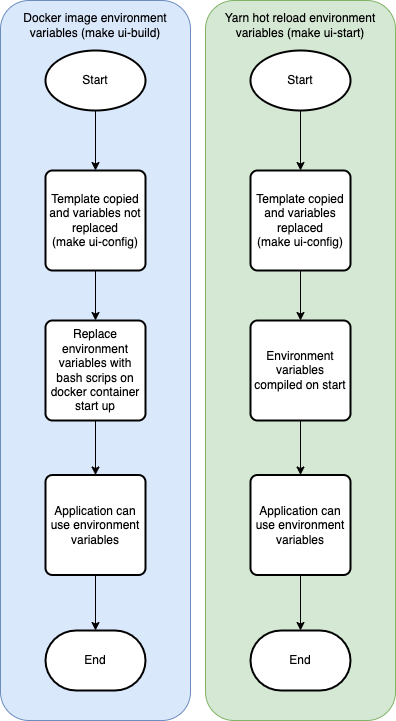 Docker image environment
variables (make ui-build)
Start
Template copied
and variables not
replaced
(make ui-config)
Replace
environment
variables with
bash scrips on
docker container
start up
Application can
use environment
variables
End
Yarn hot reload environment
variables (make ui-start)
Start
Template copied
and variables
replaced
(make ui-config)
Environment
variables
compiled on start
Application can
use environment
variables
End